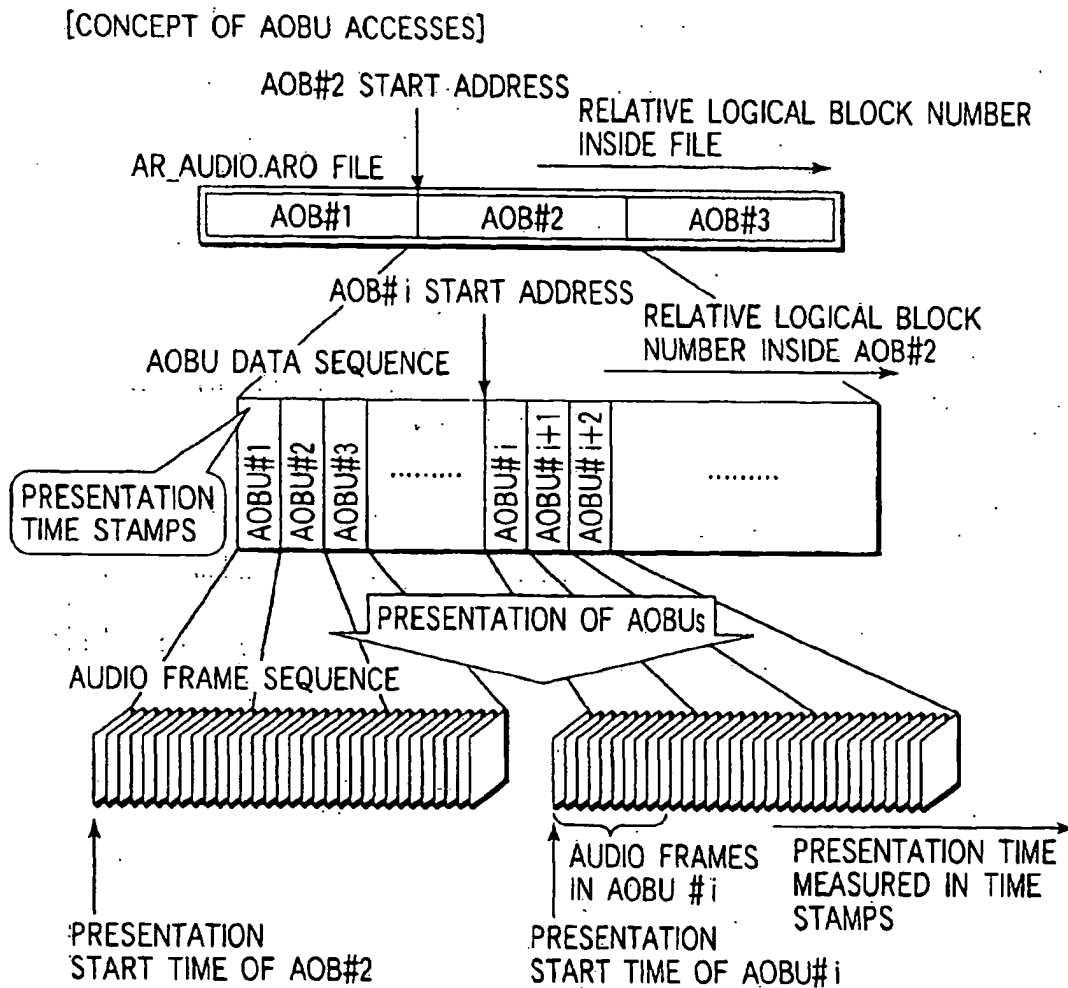 [CONCEPT OF AOBU ACCESSES]
AOB#2 START ADDRESS
RELATIVE LOGICAL BLOCK NUMBER
INSIDE FILE
AR_AUDIO.ARO FILE
AOB#1
AOB#2
AOB#3
AOB#i START ADDRESS
RELATIVE LOGICAL BLOCK
NUMBER INSIDE AOB#2
AOBU DATA SEQUENCE
AOBU#1
AOBU#2
AOBU#3
.........
AOBU#i
AOBU#i+1
AOBU#i+2
.........
PRESENTATION
TIME STAMPS
PRESENTATION OF AOBUs
AUDIO FRAME SEQUENCE
AUDIO FRAMES
IN AOBU #i
PRESENTATION TIME
MEASURED IN TIME
STAMPS
PRESENTATION
START TIME OF AOB#2
PRESENTATION
START TIME OF AOBU#i